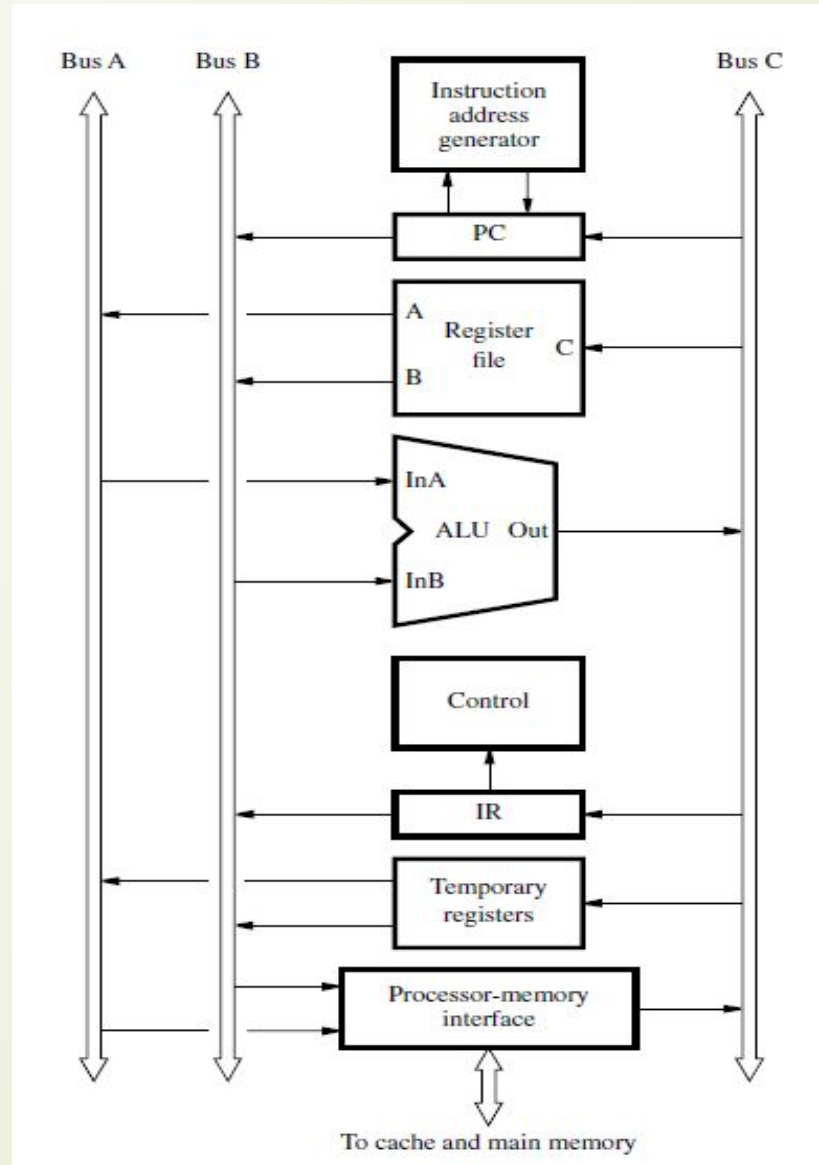 Bus A
Bus B
Bus C
Instruction
address
generator
PC
A
Register
file
C
B
InA
ALU
Out
InB
Control
IR
Temporary
registers
Processor-memory
interface
To cache and main memory